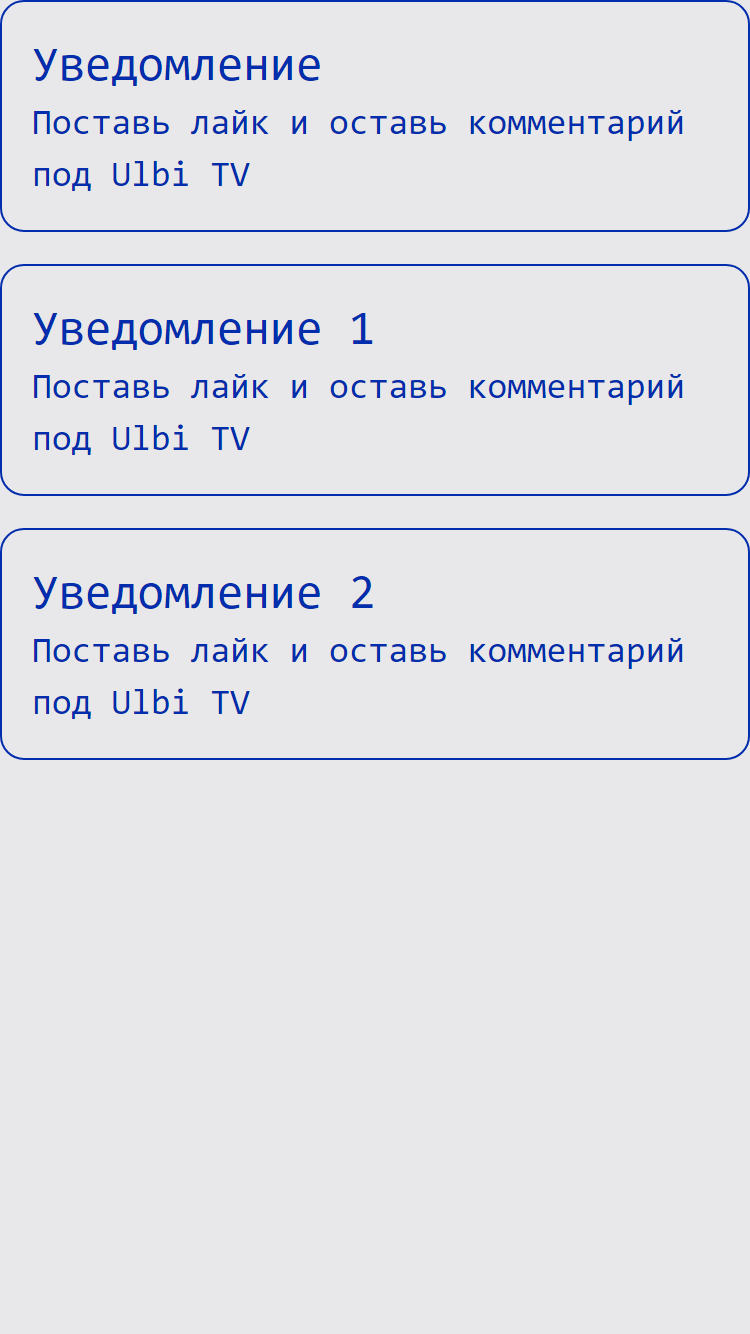 Уведомление
Поставь лайк и оставь комментарий
под Ulbi TV
Уведомление 1
Поставь лайк и оставь комментарий
под Ulbi TV
Уведомление 2
Поставь лайк и оставь комментарий
под Ulbi TV